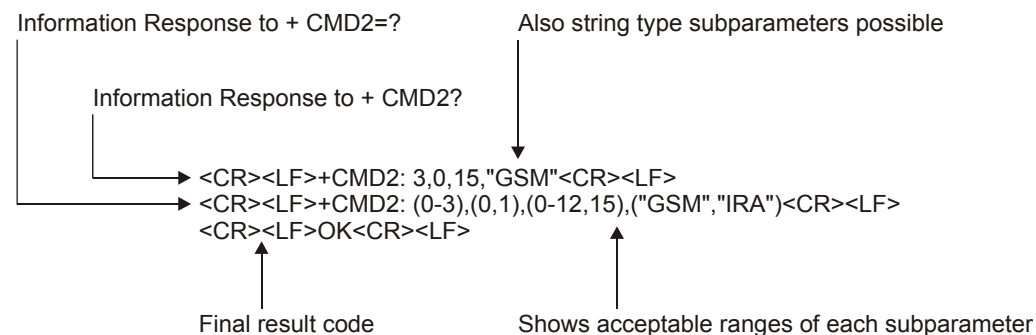 Information Response to + CMD2=?
Also string type subparameters possible
Information Response to + CMD2?
<CR><LF>+CMD2: 3,0,15,"GSM"<CR><LF>
<CR><LF>+CMD2: (0-3),(0,1),(0-12,15),("GSM","IRA")<CR><LF>
<CR><LF>OK<CR><LF>
Final result code
Shows acceptable ranges of each subparameter